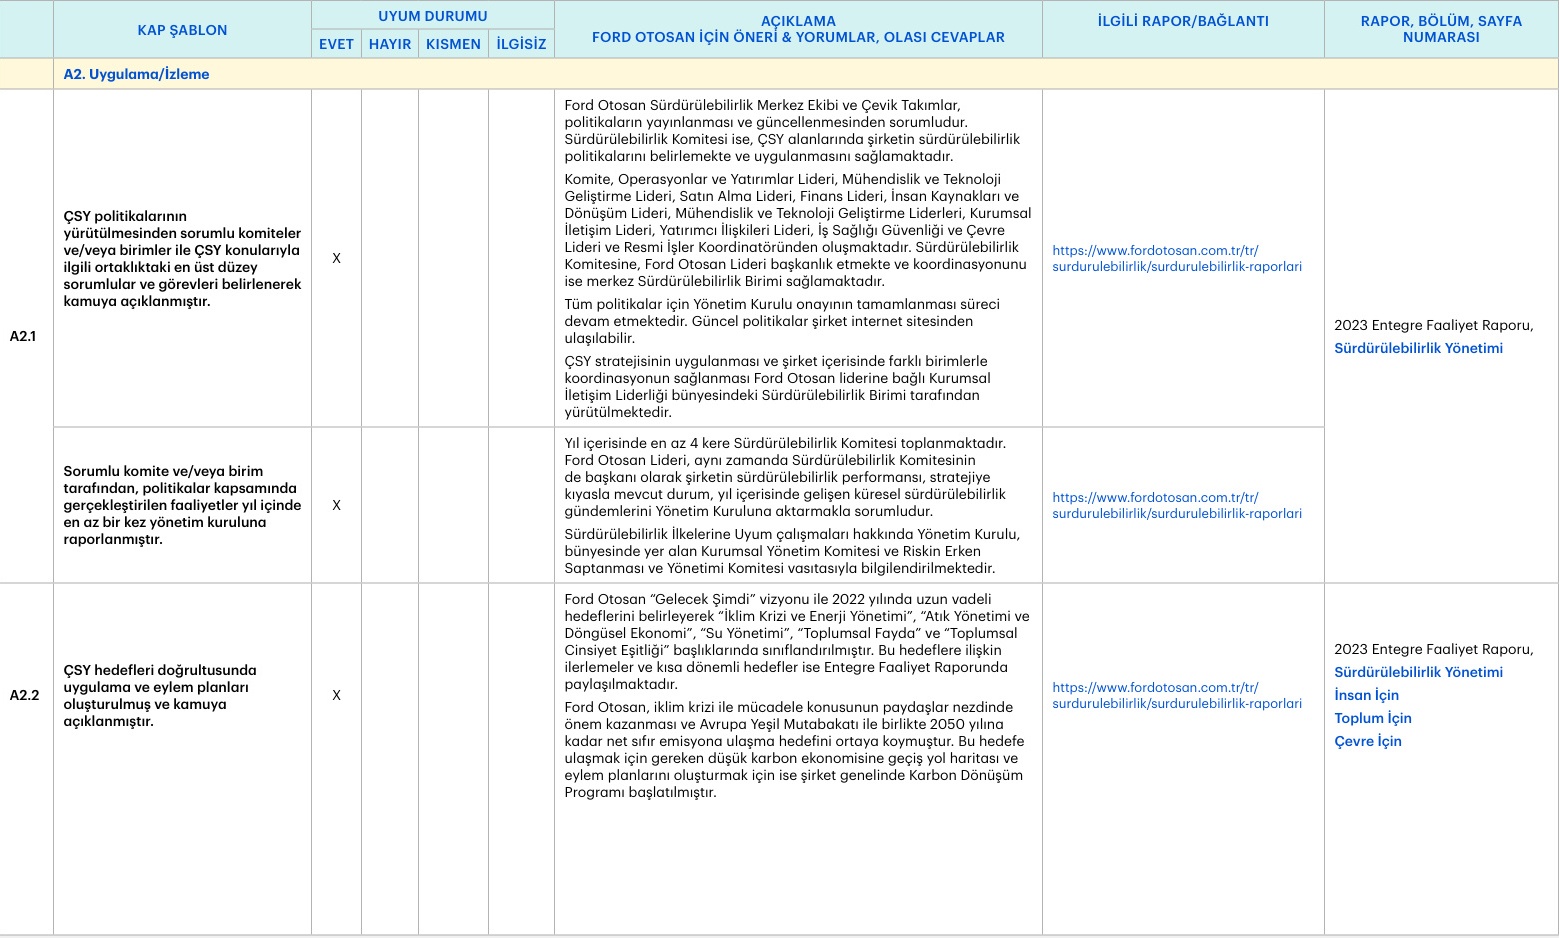 KAP ŞABLON
UYUM DURUMU
EVET
HAYIR
KISMEN
İLGİSİZ
AÇIKLAMA
FORD OTOSAN İÇİN ÖNERİ & YORUMLAR, OLASI CEVAPLAR
İLGİLİ RAPOR/BAĞLANTI
RAPOR, BÖLÜM, SAYFA
NUMARASI
A2. Uygulama/İzleme
A2.1
ÇSY politikalarının
yürütülmesinden sorumlu komiteler
ve/veya birimler ile ÇSY konularıyla
ilgili ortaklıktaki en üst düzey
sorumlular ve görevleri belirlenerek
kamuya açıklanmıştır.
X
Ford Otosan Sürdürülebilirlik Merkez Ekibi ve Çevik Takımlar,
politikaların yayınlanması ve güncellenmesinden sorumludur.
Sürdürülebilirlik Komitesi ise, ÇSY alanlarında şirketin sürdürülebilirlik
politikalarını belirlemekte ve uygulanmasını sağlamaktadır.
Komite, Operasyonlar ve Yatırımlar Lideri, Mühendislik ve Teknoloji
Geliştirme Lideri, Satın Alma Lideri, Finans Lideri, İnsan Kaynakları ve
Dönüşüm Lideri, Mühendislik ve Teknoloji Geliştirme Liderleri, Kurumsal
İletişim Lideri, Yatırımcı İlişkileri Lideri, İş Sağlığı Güvenliği ve Çevre
Lideri ve Resmi İşler Koordinatöründen oluşmaktadır. Sürdürülebilirlik
Komitesine, Ford Otosan Lideri başkanlık etmekte ve koordinasyonunu
ise merkez Sürdürülebilirlik Birimi sağlamaktadır.
Tüm politikalar için Yönetim Kurulu onayının tamamlanması süreci
devam etmektedir. Güncel politikalar şirket internet sitesinden
ulaşılabilir.
ÇSY stratejisinin uygulanması ve şirket içerisinde farklı birimlerle
koordinasyonun sağlanması Ford Otosan liderine bağlı Kurumsal
İletişim Liderliği bünyesindeki Sürdürülebilirlik Birimi tarafından
yürütülmektedir.
https://www.fordotosan.com.tr/tr/
surdurulebilirlik/surdurulebilirlik-raporlari
2023 Entegre Faaliyet Raporu,
Sürdürülebilirlik Yönetimi
Sorumlu komite ve/veya birim
tarafından, politikalar kapsamında
gerçekleştirilen faaliyetler yıl içinde
en az bir kez yönetim kuruluna
raporlanmıştır.
X
Yıl içerisinde en az 4 kere Sürdürülebilirlik Komitesi toplanmaktadır.
Ford Otosan Lideri, aynı zamanda Sürdürülebilirlik Komitesinin
de başkanı olarak şirketin sürdürülebilirlik performansı, stratejiye
kıyasla mevcut durum, yıl içerisinde gelişen küresel sürdürülebilirlik
gündemlerini Yönetim Kuruluna aktarmakla sorumludur.
Sürdürülebilirlik İlkelerine Uyum çalışmaları hakkında Yönetim Kurulu,
bünyesinde yer alan Kurumsal Yönetim Komitesi ve Riskin Erken
Saptanması ve Yönetimi Komitesi vasıtasıyla bilgilendirilmektedir.
https://www.fordotosan.com.tr/tr/
surdurulebilirlik/surdurulebilirlik-raporlari
A2.2
ÇSY hedefleri doğrultusunda
uygulama ve eylem planları
oluşturulmuş ve kamuya
açıklanmıştır.
X
Ford Otosan “Gelecek Şimdi” vizyonu ile 2022 yılında uzun vadeli
hedeflerini belirleyerek “İklim Krizi ve Enerji Yönetimi”, “Atık Yönetimi ve
Döngüsel Ekonomi”, “Su Yönetimi”, “Toplumsal Fayda” ve “Toplumsal
Cinsiyet Eşitliği” başlıklarında sınıflandırılmıştır. Bu hedeflere ilişkin
ilerlemeler ve kısa dönemli hedefler ise Entegre Faaliyet Raporunda
paylaşılmaktadır.
Ford Otosan, iklim krizi ile mücadele konusunun paydaşlar nezdinde
önem kazanması ve Avrupa Yeşil Mutabakatı ile birlikte 2050 yılına
kadar net sıfır emisyona ulaşma hedefini ortaya koymuştur. Bu hedefe
ulaşmak için gereken düşük karbon ekonomisine geçiş yol haritası ve
eylem planlarını oluşturmak için ise şirket genelinde Karbon Dönüşüm
Programı başlatılmıştır.
https://www.fordotosan.com.tr/tr/
surdurulebilirlik/surdurulebilirlik-raporlari
2023 Entegre Faaliyet Raporu,
Sürdürülebilirlik Yönetimi
İnsan İçin
Toplum İçin
Çevre İçin